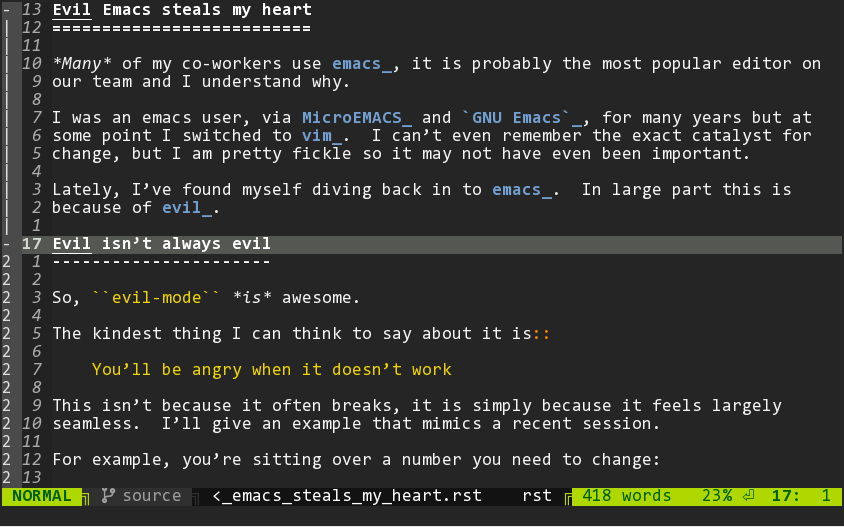 - 13 Evil Emacs steals my heart
| 12 ==========================
| 11
| 10 *Many* of my co-workers use emacs_, it is probably the most popular editor on
| 9 our team and I understand why.
| 8
| 7 I was an emacs user, via MicroEMACS_ and `GNU Emacs`_, for many years but at
| 6 some point I switched to vim_.  I can’t even remember the exact catalyst for
| 5 change, but I am pretty fickle so it may not have even been important.
| 4
| 3 Lately, I’ve found myself diving back in to emacs_.  In large part this is
| 2 because of evil_.
| 1
- 17 Evil isn’t always evil
2 1 ----------------------
2 2
2 3 So, ``evil-mode`` *is* awesome.
2 4
2 5 The kindest thing I can think to say about it is::
2 6
2 7     You’ll be angry when it doesn’t work
2 8
2 9 This isn’t because it often breaks, it is simply because it feels largely
2 10 seamless.  I’ll give an example that mimics a recent session.
2 11
2 12 For example, you’re sitting over a number you need to change:
2 13
NORMAL source <_emacs_steals_my_heart.rst rst 418 words 23% ⏎ 17: 1